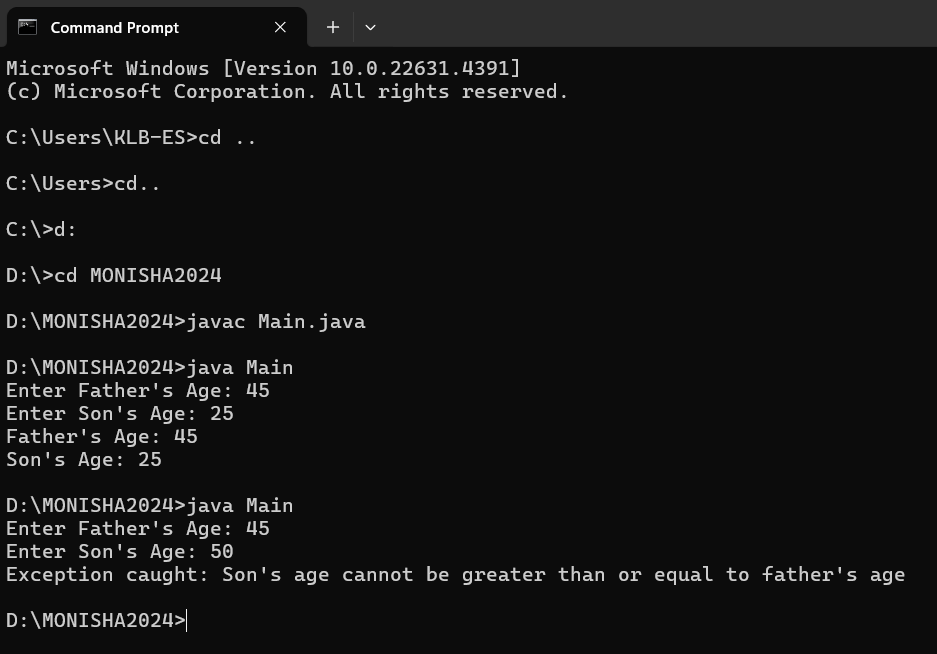 Command Prompt
Microsoft Windows [Version 10.0.22631.4391]
(c) Microsoft Corporation. All rights reserved.
C:\Users\KLB-ES>cd ..
C:\Users>cd..
C:\>d:
D:\>cd MONISHA2024
D:\MONISHA2024>javac Main.java
D:\MONISHA2024>java Main
Enter Father's Age: 45
Enter Son's Age: 25
Father's Age: 45
Son's Age: 25
D:\MONISHA2024>java Main
Enter Father's Age: 45
Enter Son's Age: 50
Exception caught: Son's age cannot be greater than or equal to father's age
D:\MONISHA2024>